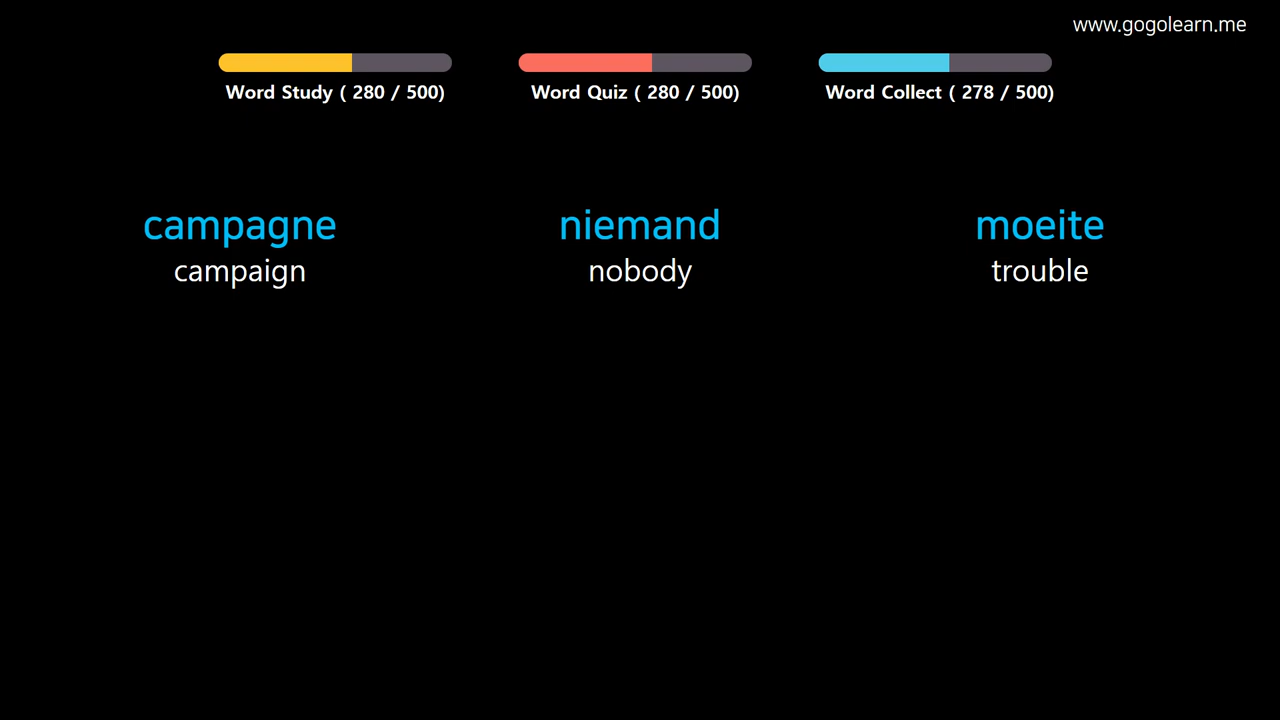 www.gogolearn.me
Word Study ( 280 / 500)
Word Quiz ( 280 / 500)
Word Collect ( 278 / 500)
campagne
campaign
niemand
nobody
moeite
trouble